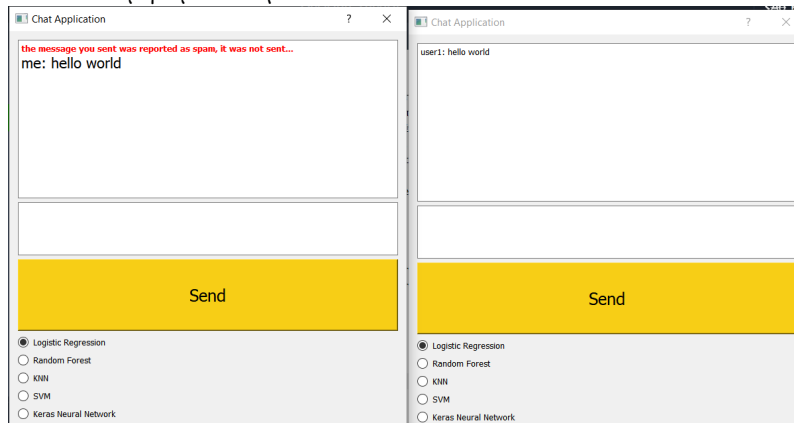 Chat Application
the message you sent was reported as spam, it was not sent...
me: hello world
Send
Logistic Regression
Random Forest
KNN
SVM
Keras Neural Network
Chat Application
user1: hello world
Send
Logistic Regression
Random Forest
KNN
SVM
Keras Neural Network